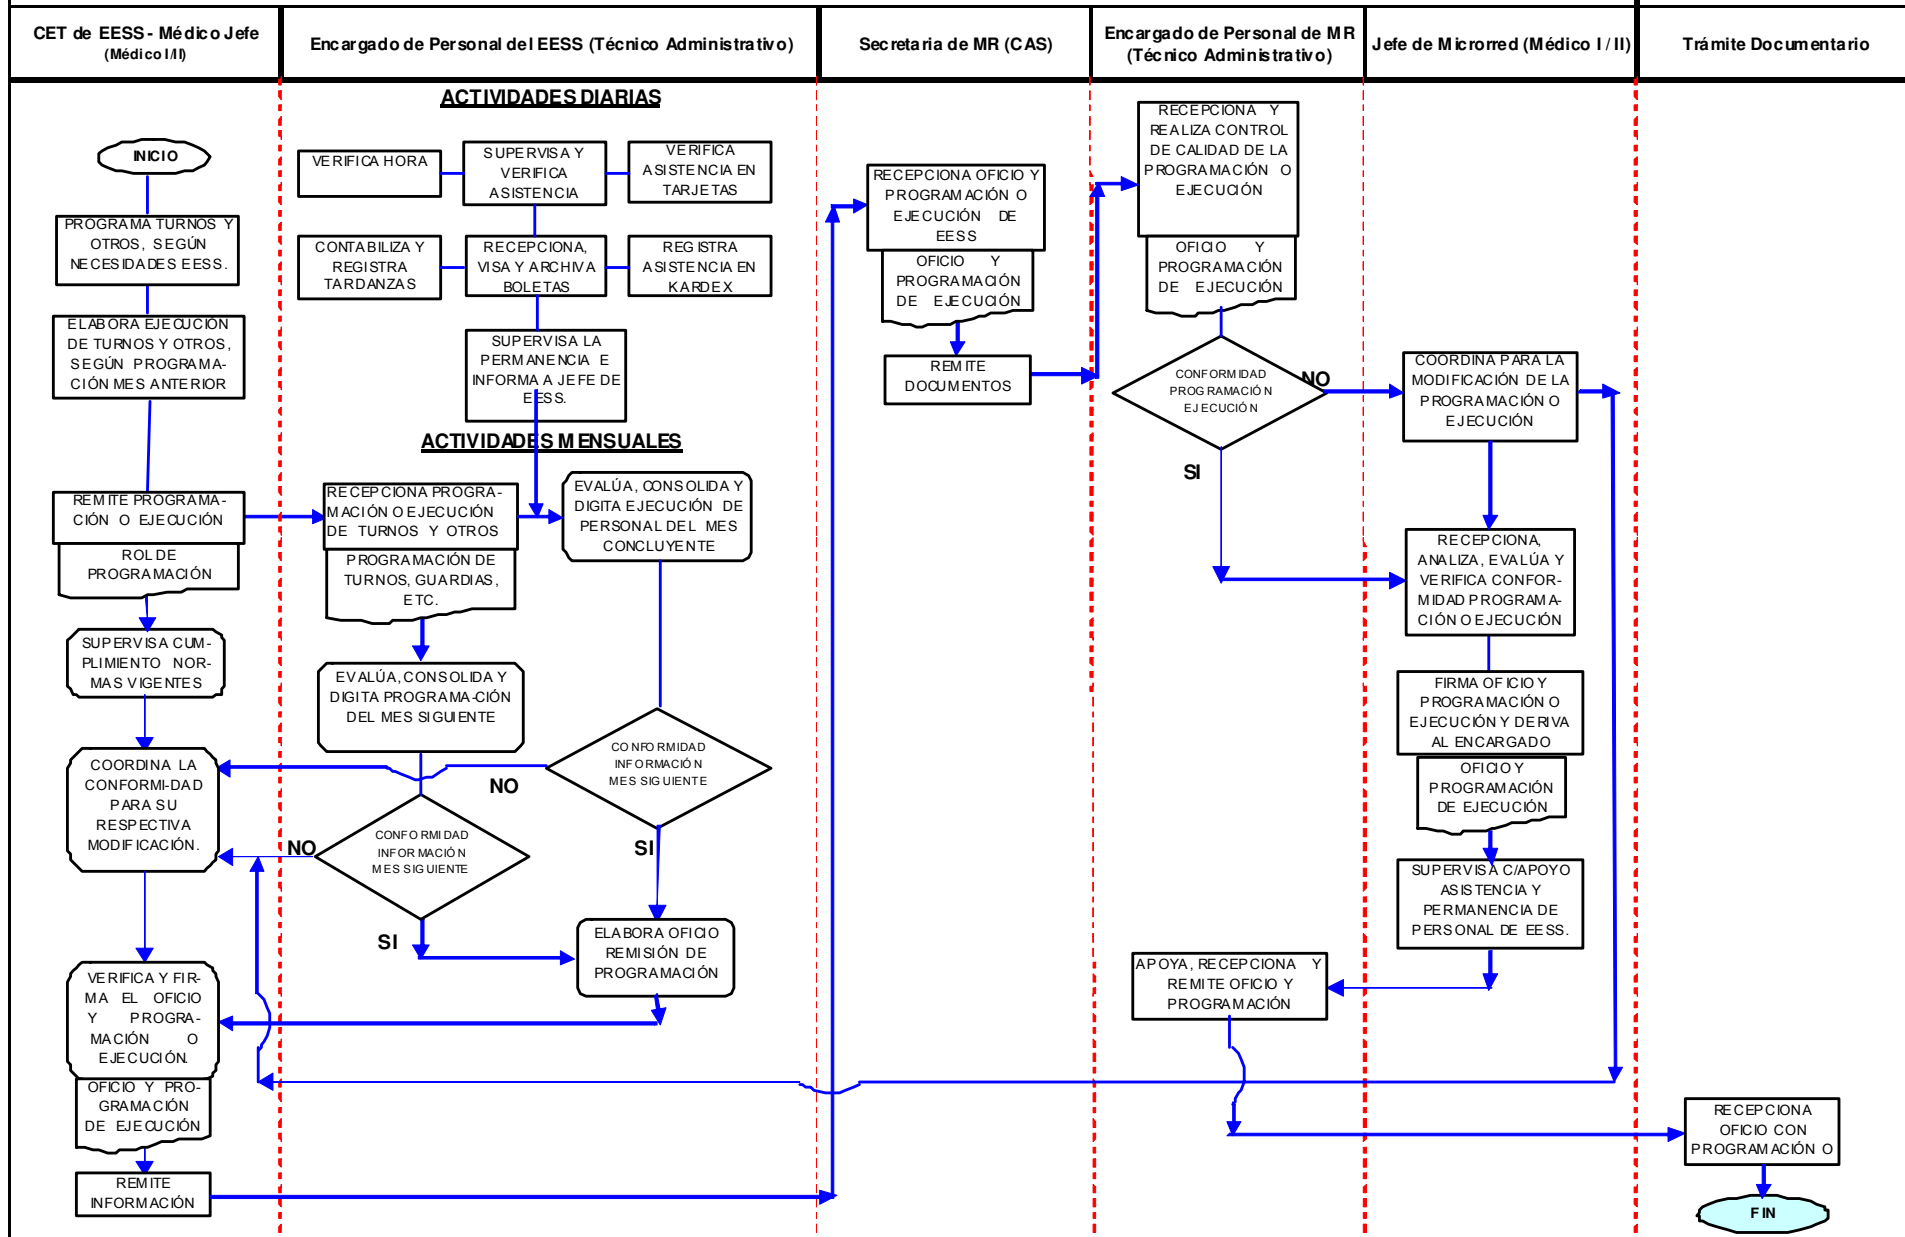 CET de EESS - Médico Jefe
(Médico I/II)
Encargado de Personal del EESS (Técnico Administrativo)
Secretaria de MR (CAS)
Encargado de Personal de MR
(Técnico Administrativo)
Jefe de Microrred (Médico I / II)
Trámite Documentario
INICIO
PROGRAMA TURNOS Y
OTROS, SEGÚN
NECESIDADES EESS.
ELABORA EJECUCIÓN
DE TURNOS Y OTROS,
SEGÚN PROGRAMA-
CIÓN MES ANTERIOR
REMITE PROGRAMA-
CIÓN O EJECUCIÓN
ROL DE
PROGRAMACIÓN
SUPERVISA CUM-
PLIMIENTO NOR-
MAS VIGENTES
COORDINA LA
CONFORMI-DAD
PARA SU
RESPECTIVA
MODIFICACIÓN.
VERIFICA Y FIR-
MA EL OFICIO
Y PROGRA-
MACIÓN O
EJECUCIÓN.
OFICIO Y PRO-
GRAMACIÓN
DE EJECUCIÓN
REMITE
INFORMACIÓN
ACTIVIDADES DIARIAS
VERIFICA HORA
SUPERVISA Y
VERIFICA
ASISTENCIA
VERIFICA
ASISTENCIA EN
TARJETAS
CONTABILIZA Y
REGISTRA
TARDANZAS
RECEPCIONA,
VISA Y ARCHIVA
BOLETAS
REGISTRA
ASISTENCIA EN
KARDEX
SUPERVISA LA
PERMANENCIA E
INFORMA A JEFE DE
EESS.
ACTIVIDADES MENSUALES
RECEPCIONA PROGRA-
MACIÓN O EJECUCIÓN
DE TURNOS Y OTROS
PROGRAMACIÓN DE
TURNOS, GUARDIAS,
ETC.
EVALÚA, CONSOLIDA Y
DIGITA EJECUCIÓN DE
PERSONAL DEL MES
CONCLUYENTE
EVALÚA, CONSOLIDA Y
DIGITA PROGRAMA-CIÓN
DEL MES SIGUIENTE
CONFORMIDAD
INFORMACIÓN
MES SIGUIENTE
NO
SI
CONFORMIDAD
INFORMACIÓN
MES SIGUIENTE
NO
SI
ELABORA OFICIO
REMISIÓN DE
PROGRAMACIÓN
RECEPCIONA OFICIO Y
PROGRAMACIÓN O
EJECUCIÓN DE
EESS
OFICIO Y
PROGRAMACIÓN
DE EJECUCIÓN
REMITE
DOCUMENTOS
RECEPCIONA Y
REALIZA CONTROL
DE CALIDAD DE LA
PROGRAMACIÓN O
EJECUCIÓN
OFICIO Y
PROGRAMACIÓN
DE EJECUCIÓN
CONFORMIDAD
PROGRAMACIÓN
EJECUCIÓN
NO
SI
APOYA, RECEPCIONA Y
REMITE OFICIO Y
PROGRAMACIÓN
COORDINA PARA LA
MODIFICACIÓN DE LA
PROGRAMACIÓN O
EJECUCIÓN
RECEPCIONA,
ANALIZA, EVALÚA Y
VERIFICA CONFOR-
MIDAD PROGRAMA-
CIÓN O EJECUCIÓN
FIRMA OFICIO Y
PROGRAMACIÓN O
EJECUCIÓN Y DERIVA
AL ENCARGADO
OFICIO Y
PROGRAMACIÓN
DE EJECUCIÓN
SUPERVISA C/APOYO
ASISTENCIA Y
PERMANENCIA DE
PERSONAL DE EESS.
RECEPCIONA
OFICIO CON
PROGRAMACIÓN O
FIN